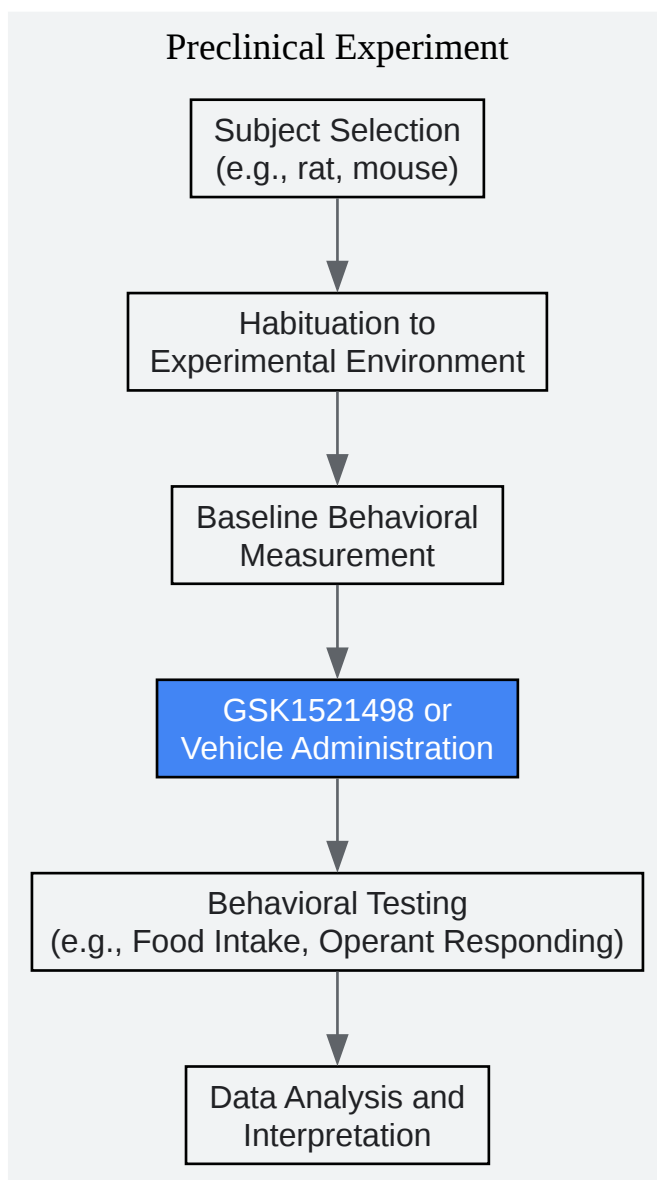 Preclinical Experiment
Subject Selection
(e.g., rat, mouse)
Habituation to
Experimental Environment
Baseline Behavioral
Measurement
GSK1521498 or
Vehicle Administration
Behavioral Testing
(e.g., Food Intake, Operant Responding)
Data Analysis and
Interpretation